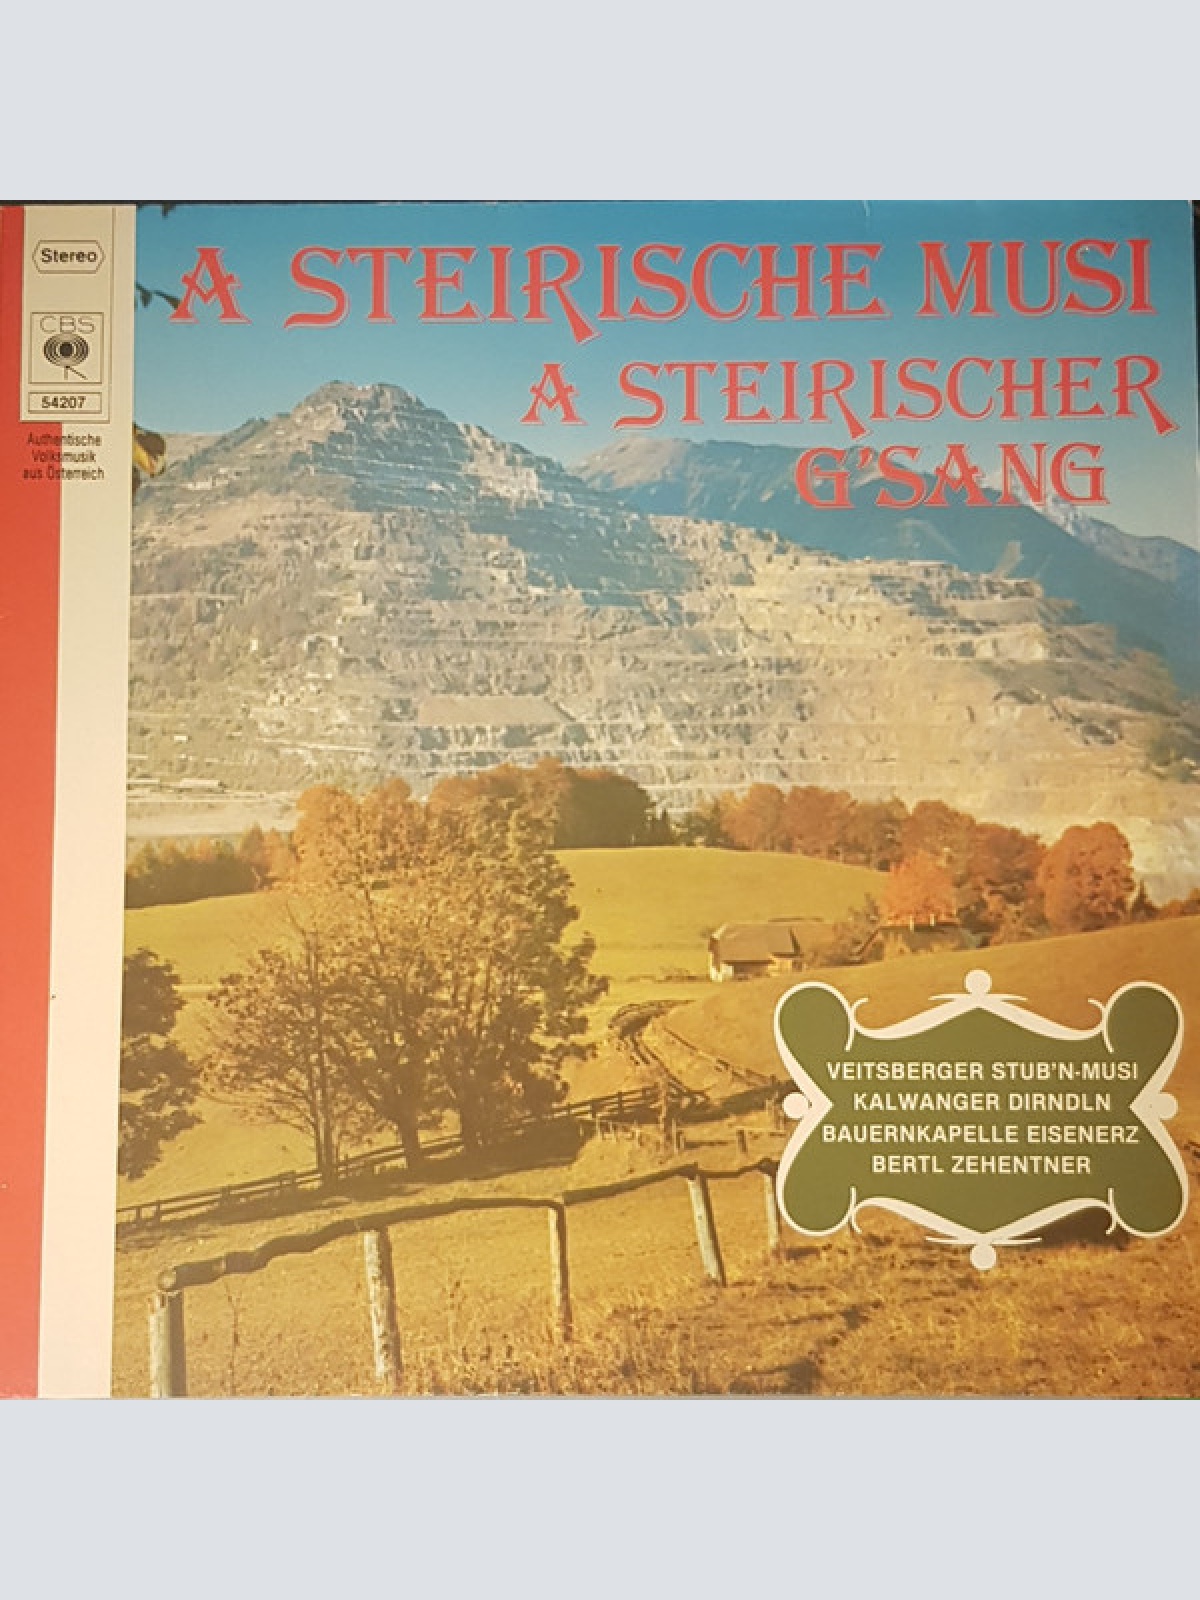 Stereo
CBS
54207
Authentische
Volksmusik
aus Österreich
A STEIRISCHE MUSI
A STEIRISCHER
G'SANG
VEITSBERGER STUB'N-MUSI
KALWANGER DIRNDLN
BAUERNKAPELLE EISENERZ
BERTL ZEHENTNER